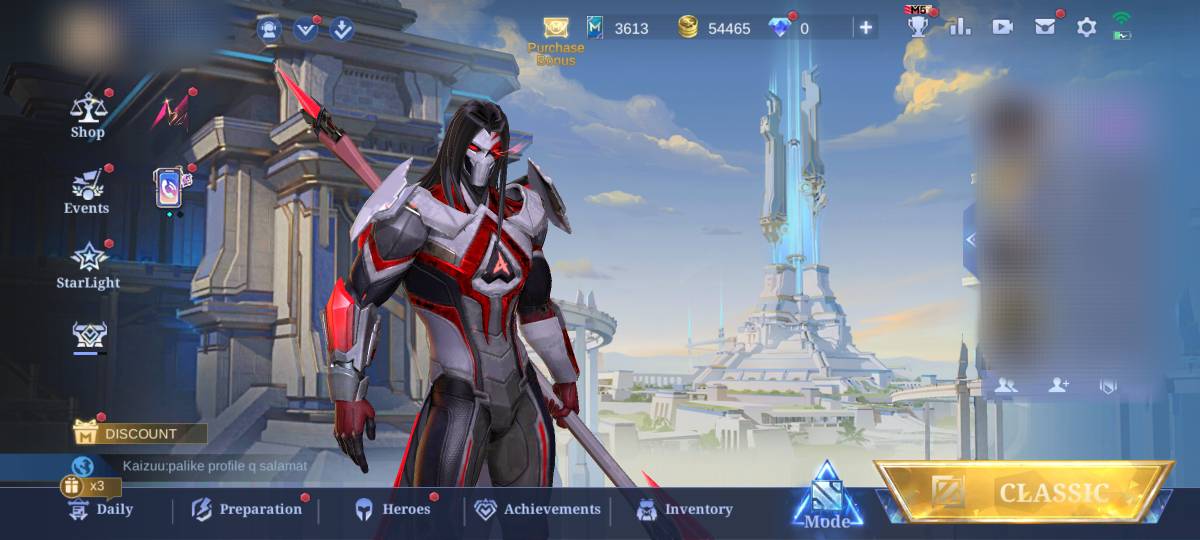 M5
3613
54465
0
Purchase
Bonus
Shop
Events
StarLight
DISCOUNT
Kaizuu:palike profile q salamat
x3
Daily
Preparation
Heroes
Achievements
Inventory
Mode
CLASSIC